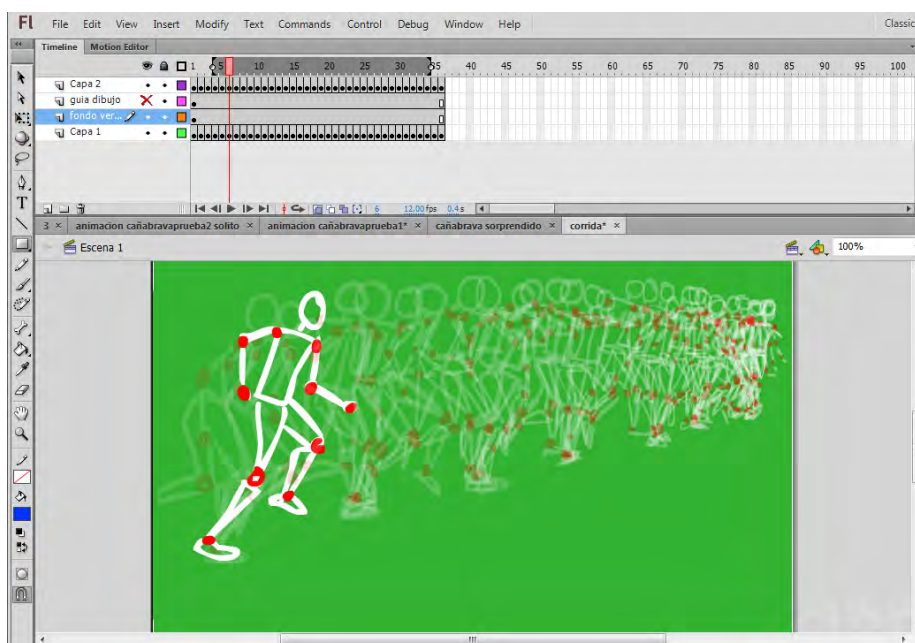 Fl File Edit View Insert Modify Text Commands Control Debug Window Help Classic
Timeline Motion Editor
1 5 10 15 20 25 30 35 40 45 50 55 60 65 70 75 80 85 90 95 100
Capa 2
guia dibujo
fondo ver...
Capa 1
6 12.00 fps 0.4 s
3 × animacion cañabravaprueba2 solito × animacion cañabravaprueba1* × cañabrava sorprendido × corrida* ×
Escena 1 100%
T